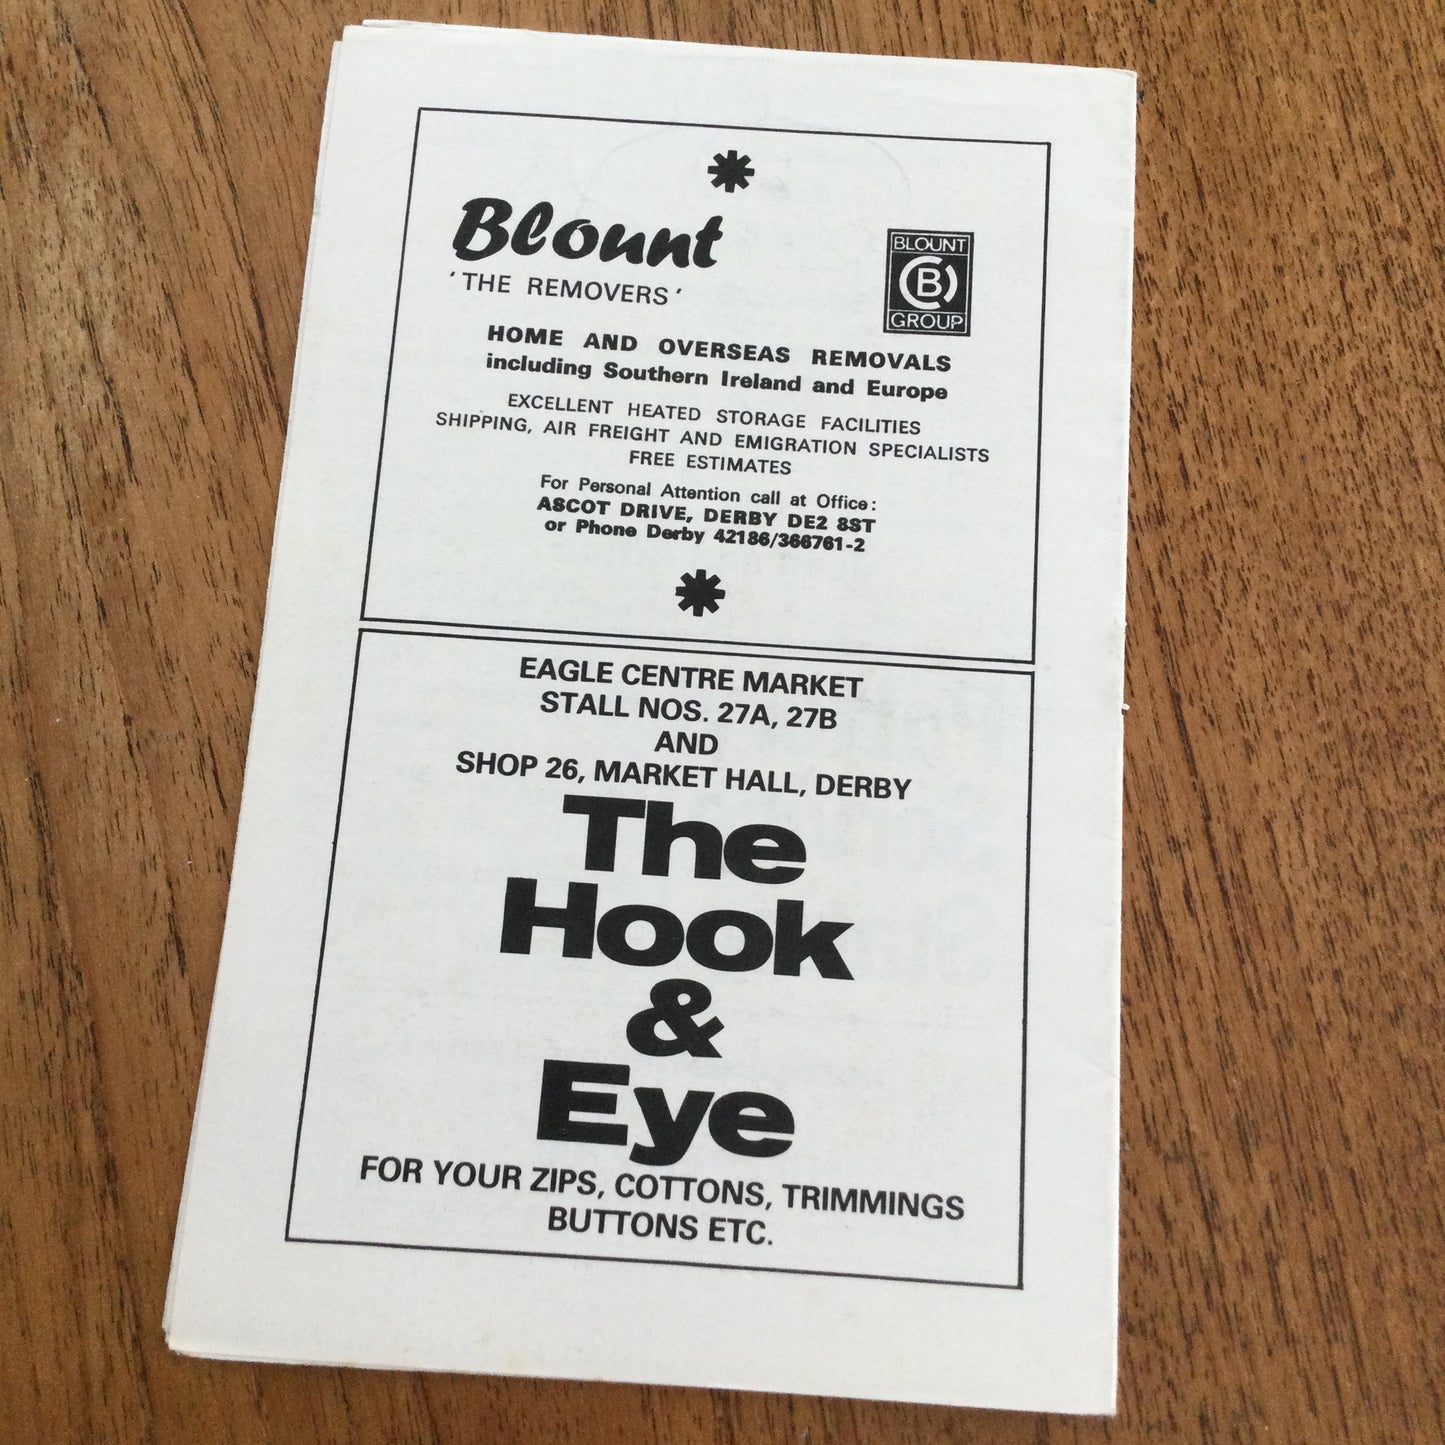 Blount
'THE REMOVERS'
BLOUNT
CB
GROUP
HOME AND OVERSEAS REMOVALS
including Southern Ireland and Europe
EXCELLENT HEATED STORAGE FACILITIES
SHIPPING, AIR FREIGHT AND EMIGRATION SPECIALISTS
FREE ESTIMATES
For Personal Attention call at Office:
ASCOT DRIVE, DERBY DE2 8ST
or Phone Derby 42186/366761-2
EAGLE CENTRE MARKET
STALL NOS. 27A, 27B
AND
SHOP 26, MARKET HALL, DERBY
The
Hook
&
Eye
FOR YOUR ZIPS, COTTONS, TRIMMINGS
BUTTONS ETC.